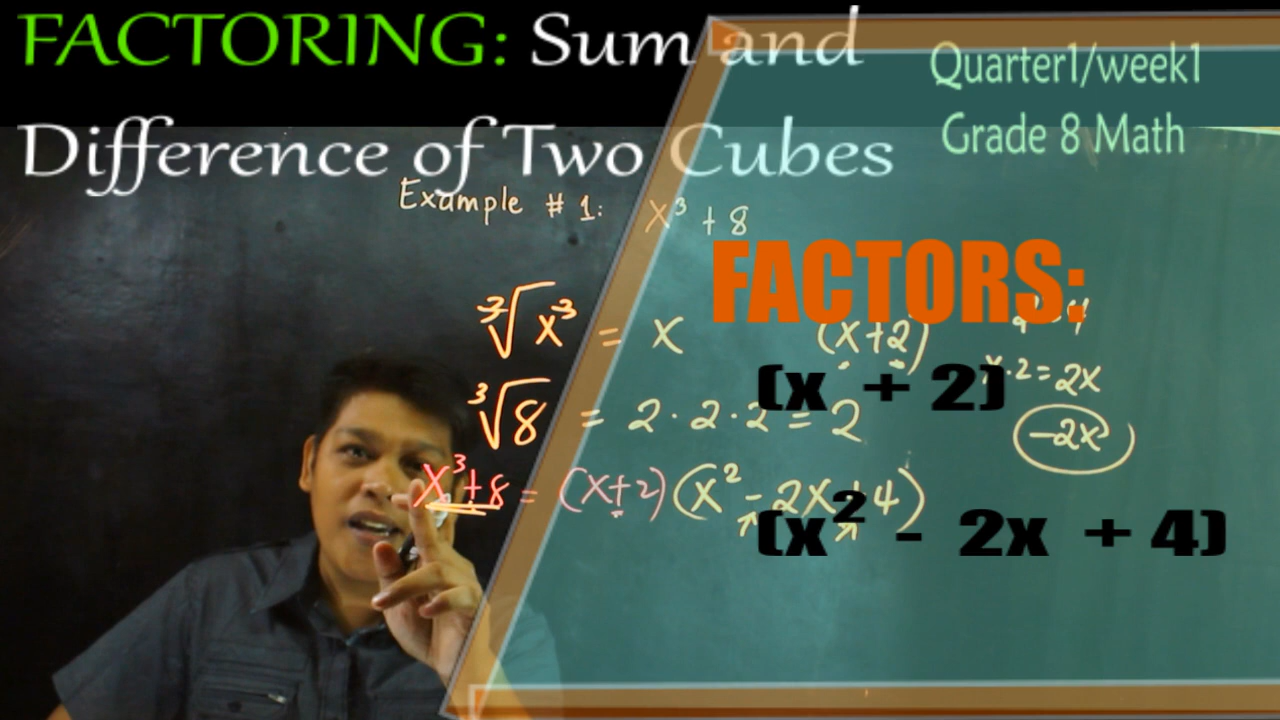 FACTORING: Sum and
Difference of Two Cubes
Quarter1/week1
Grade 8 Math
Example # 1: x³ + 8
FACTORS:
∛x³ = x (x+2)
x·2 = 2x
(x + 2)
∛8 = 2·2·2 = 2
-2x
x³+8 = (x+2)(x² - 2x + 4)
(x² - 2x + 4)